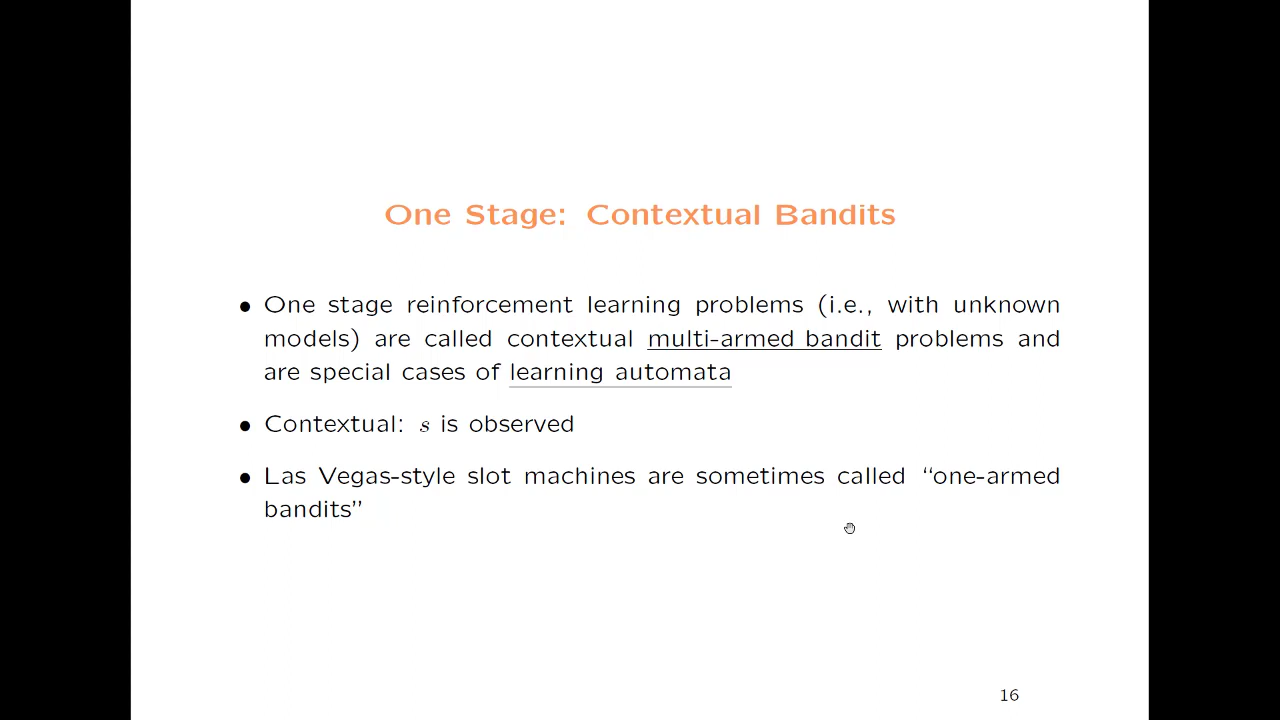 One Stage: Contextual Bandits
• One stage reinforcement learning problems (i.e., with unknown
models) are called contextual multi-armed bandit problems and
are special cases of learning automata
• Contextual: s is observed
• Las Vegas-style slot machines are sometimes called “one-armed
bandits”
16